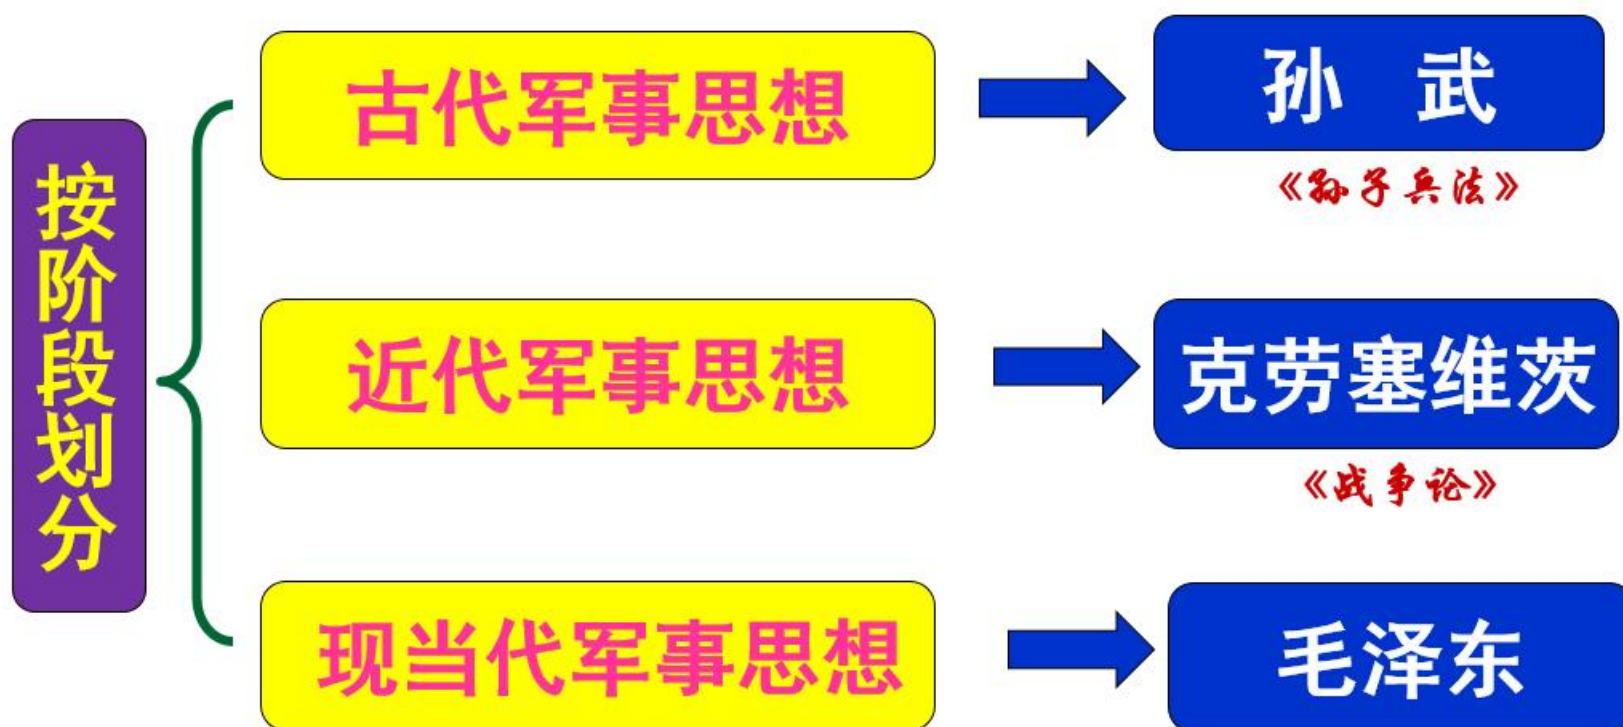 按阶段划分
古代军事思想
孙 武
《孙子兵法》
近代军事思想
克劳塞维茨
《战争论》
现当代军事思想
毛泽东